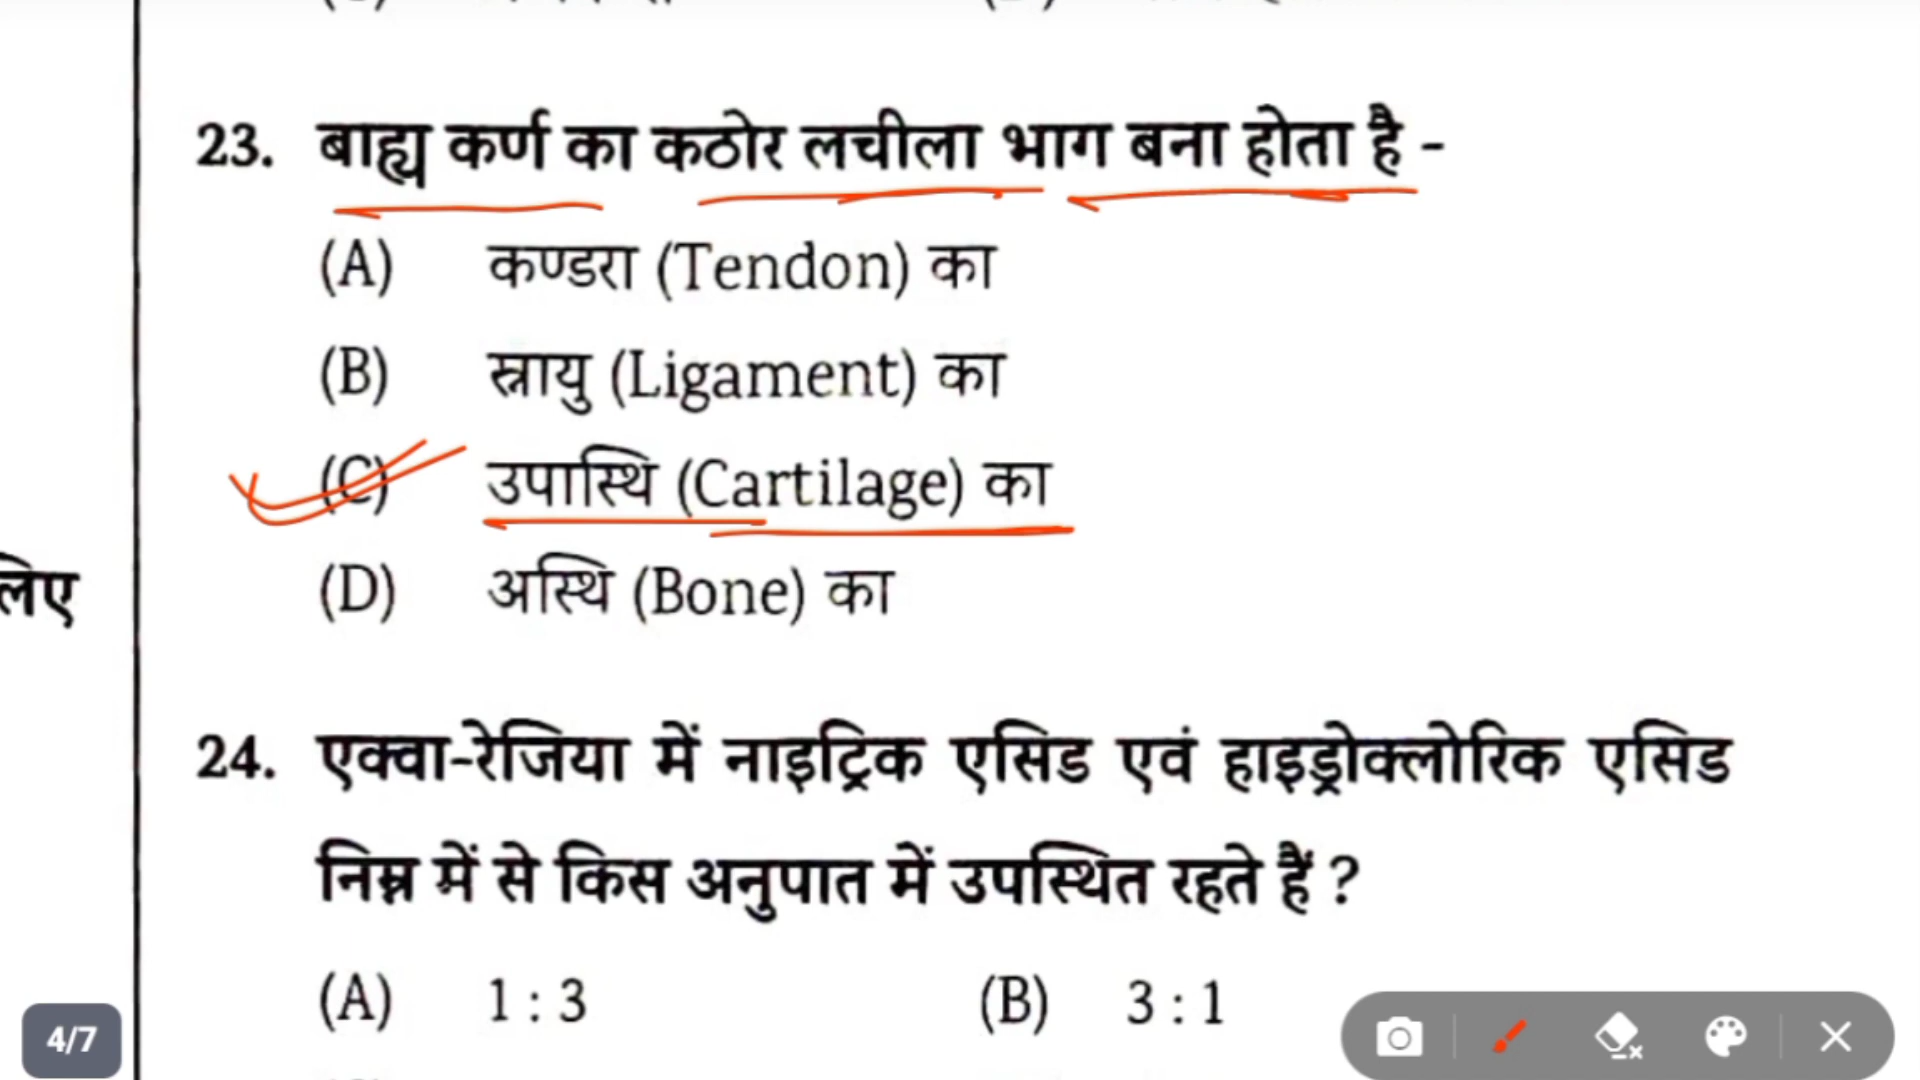 23. बाह्य कर्ण का कठोर लचीला भाग बना होता है -
(A) कण्डरा (Tendon) का
(B) स्नायु (Ligament) का
(C) उपास्थि (Cartilage) का
(D) अस्थि (Bone) का
लिए
24. एक्वा-रेजिया में नाइट्रिक एसिड एवं हाइड्रोक्लोरिक एसिड
निम्न में से किस अनुपात में उपस्थित रहते हैं ?
(A) 1 : 3 (B) 3 : 1
4/7